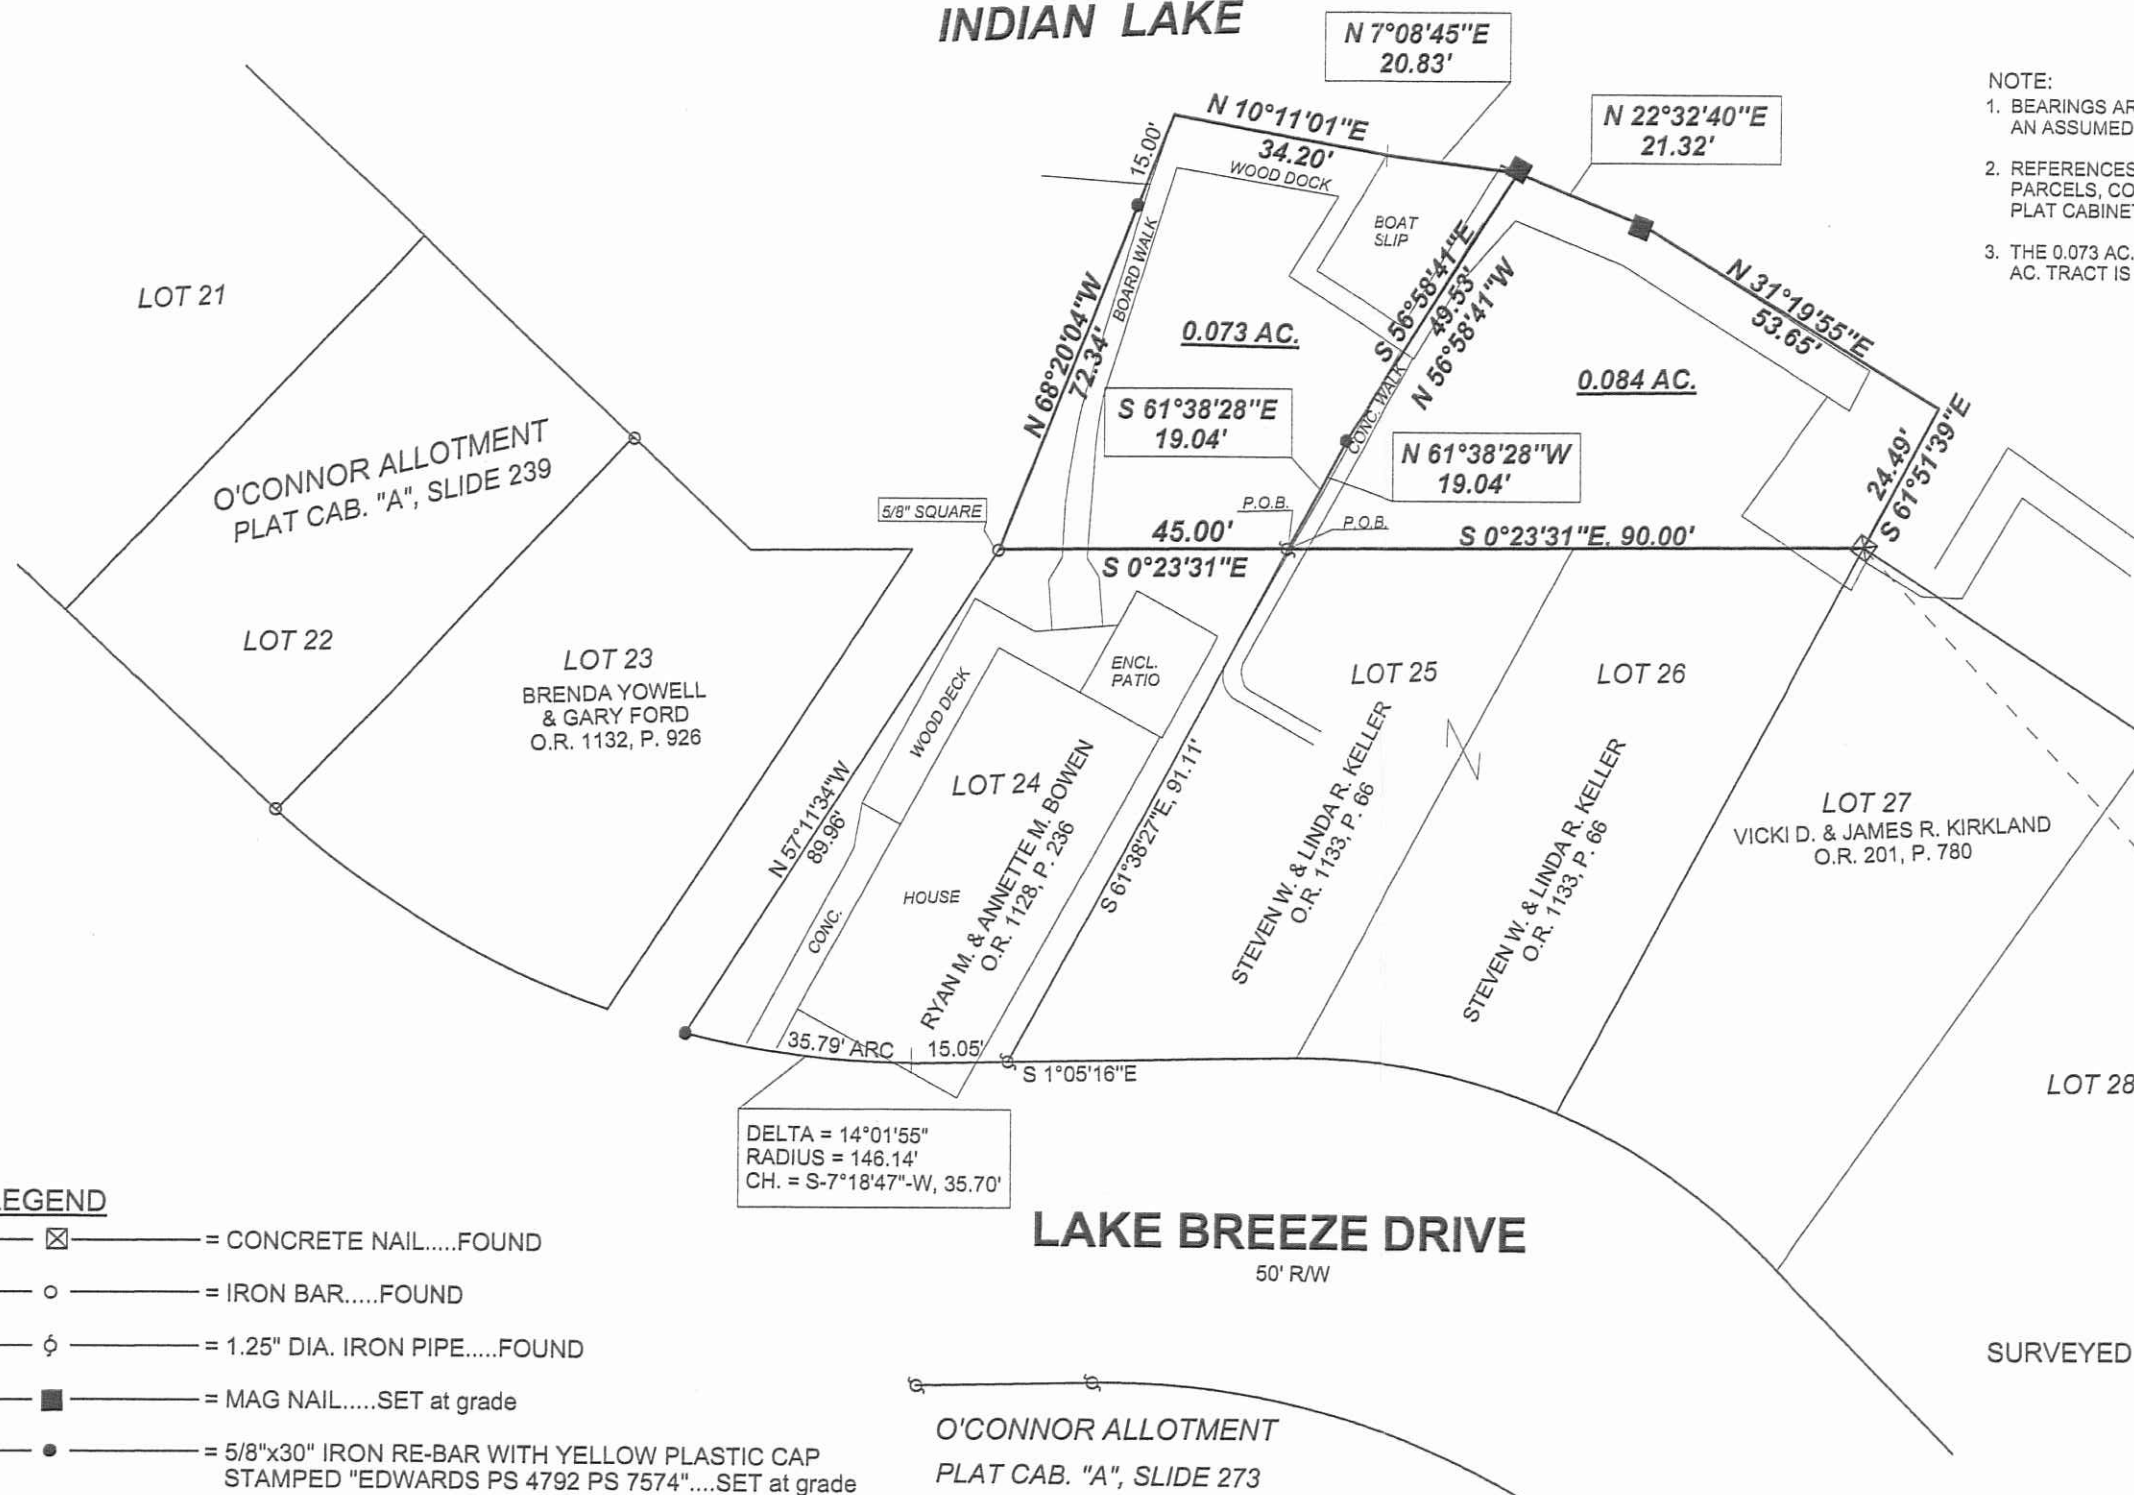 INDIAN LAKE
N 7°08'45"E
20.83'
N 22°32'40"E
21.32'
NOTE:
1. BEARINGS AR
AN ASSUMED
2. REFERENCES
PARCELS, CO
PLAT CABINE
3. THE 0.073 AC.
AC. TRACT IS
N 10°11'01"E
34.20'
WOOD DOCK
15.00'
BOARD WALK
BOAT
SLIP
N 68°20'04"W
72.34'
0.073 AC.
S 56°58'41"E
49.53'
N 56°58'41"W
CONC. WALK
N 31°19'55"E
53.65'
0.084 AC.
24.49'
S 61°51'39"E
S 61°38'28"E
19.04'
N 61°38'28"W
19.04'
P.O.B.
P.O.B.
5/8" SQUARE
45.00'
S 0°23'31"E
S 0°23'31"E, 90.00'
LOT 21
O'CONNOR ALLOTMENT
PLAT CAB. "A", SLIDE 239
LOT 22
LOT 23
BRENDA YOWELL
& GARY FORD
O.R. 1132, P. 926
N 57°11'34"W
89.96'
WOOD DECK
ENCL.
PATIO
LOT 24
HOUSE
CONC.
RYAN M. & ANNETTE M. BOWEN
O.R. 1128, P. 236
S 61°38'27"E, 91.11'
LOT 25
STEVEN W. & LINDA R. KELLER
O.R. 1133, P. 66
LOT 26
STEVEN W. & LINDA R. KELLER
O.R. 1133, P. 66
LOT 27
VICKI D. & JAMES R. KIRKLAND
O.R. 201, P. 780
LOT 28
35.79' ARC
15.05'
S 1°05'16"E
DELTA = 14°01'55"
RADIUS = 146.14'
CH. = S-7°18'47"-W, 35.70'
LAKE BREEZE DRIVE
50' R/W
EGEND
= CONCRETE NAIL.....FOUND
= IRON BAR.....FOUND
= 1.25" DIA. IRON PIPE.....FOUND
= MAG NAIL.....SET at grade
= 5/8"x30" IRON RE-BAR WITH YELLOW PLASTIC CAP
STAMPED "EDWARDS PS 4792 PS 7574"....SET at grade
O'CONNOR ALLOTMENT
PLAT CAB. "A", SLIDE 273
SURVEYED